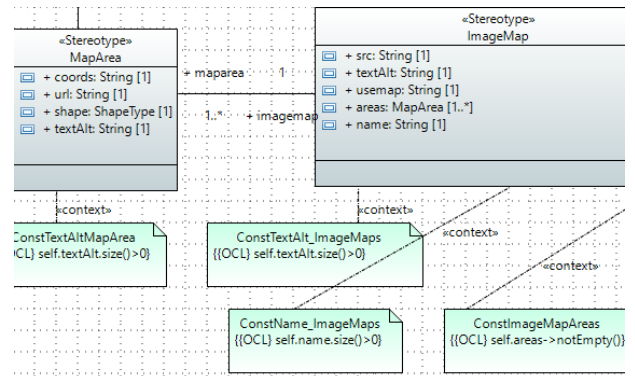 «Stereotype»
MapArea
+ coords: String [1]
+ url: String [1]
+ shape: ShapeType [1]
+ textAlt: String [1]
+ maparea 1
1..* + imagemap
«Stereotype»
ImageMap
+ src: String [1]
+ textAlt: String [1]
+ usemap: String [1]
+ areas: MapArea [1..*]
+ name: String [1]
«context»
«context»
«context»
«context»
ConstTextAltMapArea
OCL} self.textAlt.size()>0}
ConstTextAlt_ImageMaps
{{OCL} self.textAlt.size()>0}
ConstName_ImageMaps
{{OCL} self.name.size()>0}
ConstImageMapAreas
{{OCL} self.areas->notEmpty()}